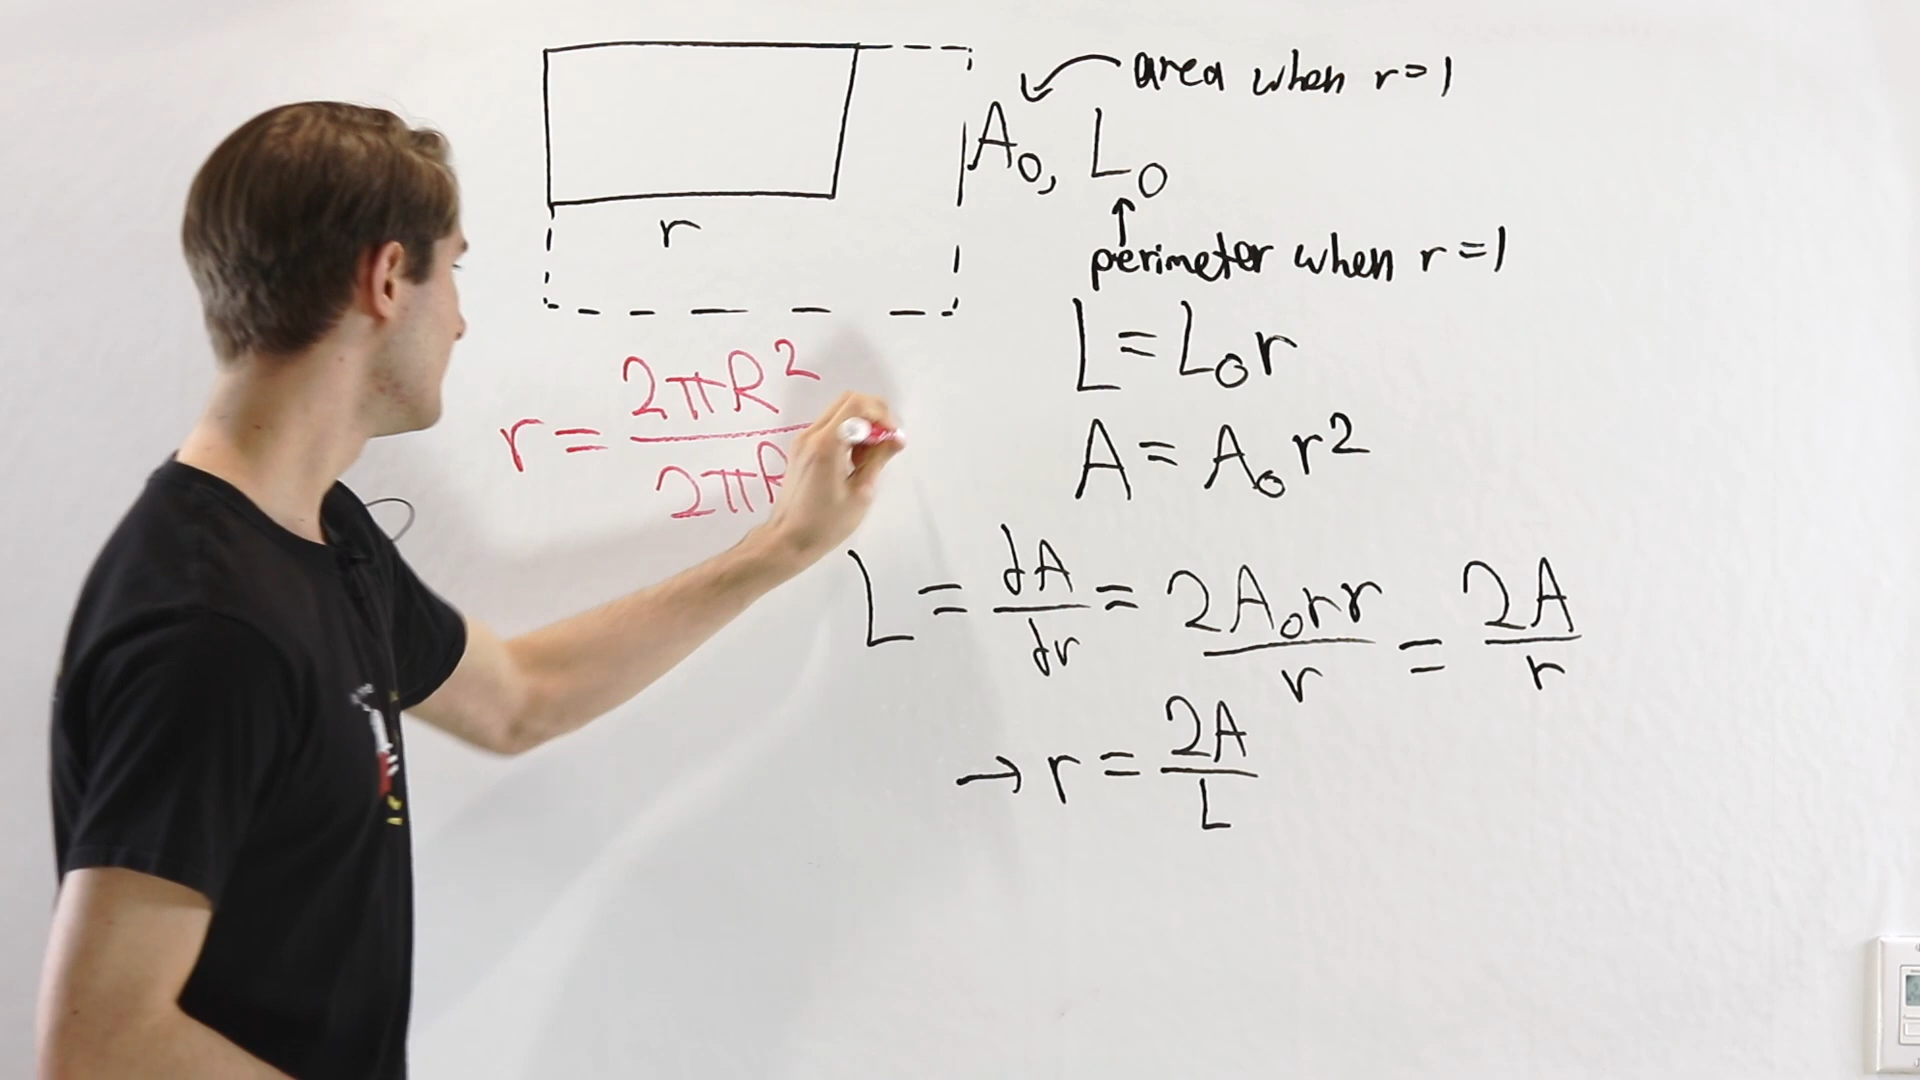 area when r=1
A₀, L₀
r
perimeter when r=1
L=L₀r
r = 2πR² / 2πR
A = A₀r²
L = dA/dr = 2A₀rr/r = 2A/r
→ r = 2A/L